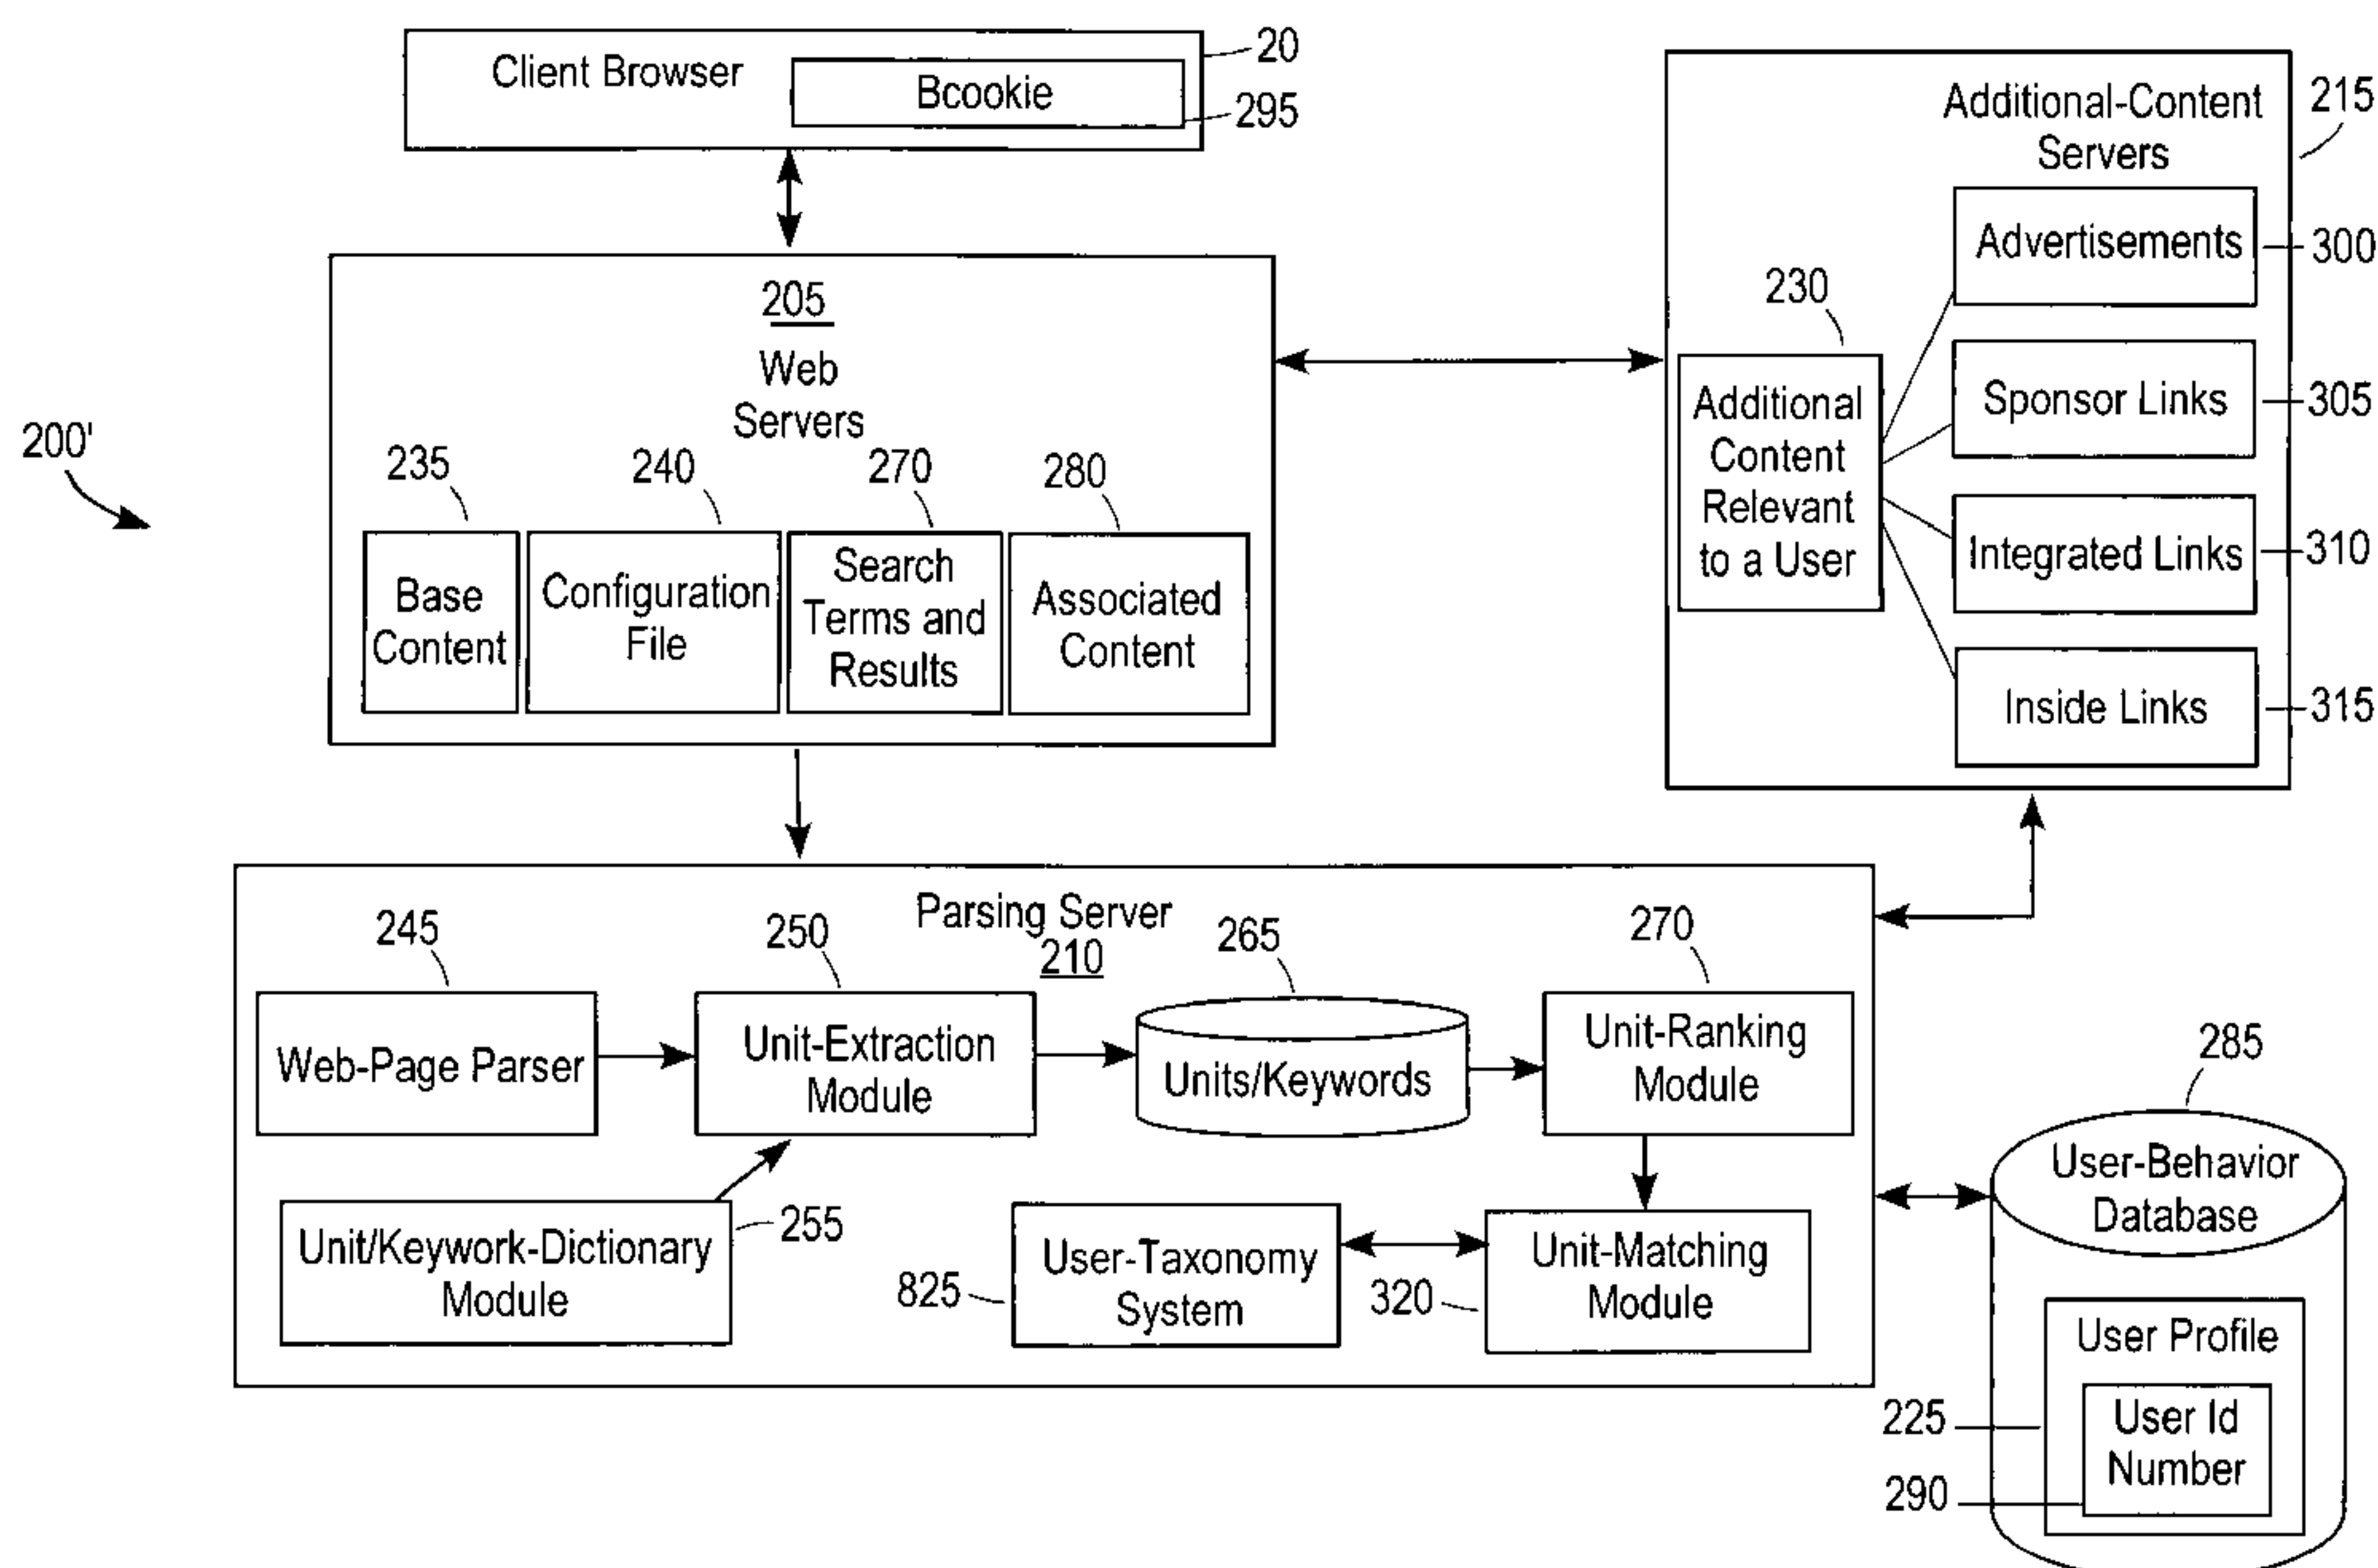 Client Browser
Bcookie
20
295
Additional-Content
Servers
215
Advertisements
300
230
Additional
Content
Relevant
to a User
Sponsor Links
305
Integrated Links
310
Inside Links
315
200'
205
Web
Servers
235
240
270
280
Base
Content
Configuration
File
Search
Terms and
Results
Associated
Content
Parsing Server
210
245
250
265
270
Web-Page Parser
Unit-Extraction
Module
Units/Keywords
Unit-Ranking
Module
Unit/Keywork-Dictionary
Module
255
825
User-Taxonomy
System
320
Unit-Matching
Module
285
User-Behavior
Database
User Profile
225
User Id
Number
290